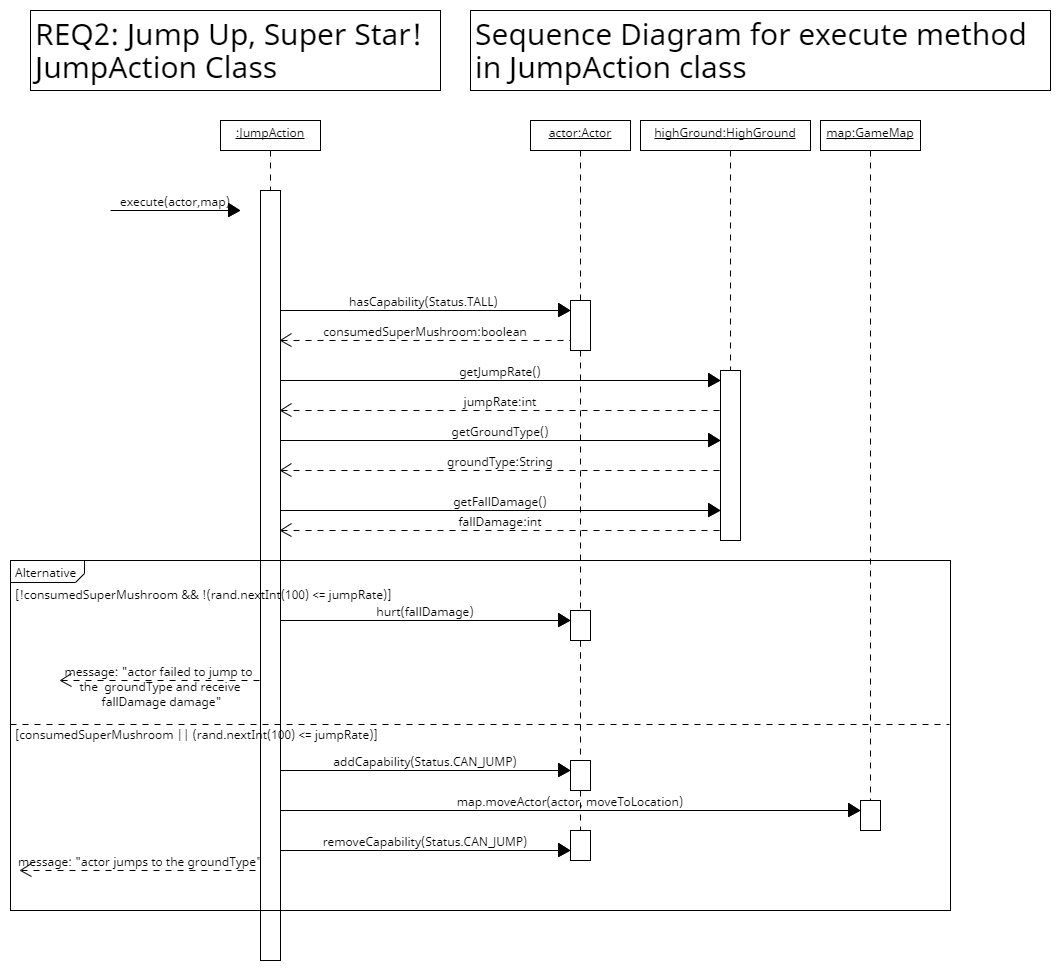 REQ2: Jump Up, Super Star!
JumpAction Class
Sequence Diagram for execute method
in JumpAction class
:JumpAction
actor:Actor
highGround:HighGround
map:GameMap
execute(actor,map)
hasCapability(Status.TALL)
consumedSuperMushroom:boolean
getJumpRate()
jumpRate:int
getGroundType()
groundType:String
getFallDamage()
fallDamage:int
Alternative
[!consumedSuperMushroom && !(rand.nextInt(100) <= jumpRate)]
hurt(fallDamage)
message: "actor failed to jump to
the  groundType and receive
fallDamage damage"
[consumedSuperMushroom || (rand.nextInt(100) <= jumpRate)]
addCapability(Status.CAN_JUMP)
map.moveActor(actor, moveToLocation)
removeCapability(Status.CAN_JUMP)
message: "actor jumps to the groundType"